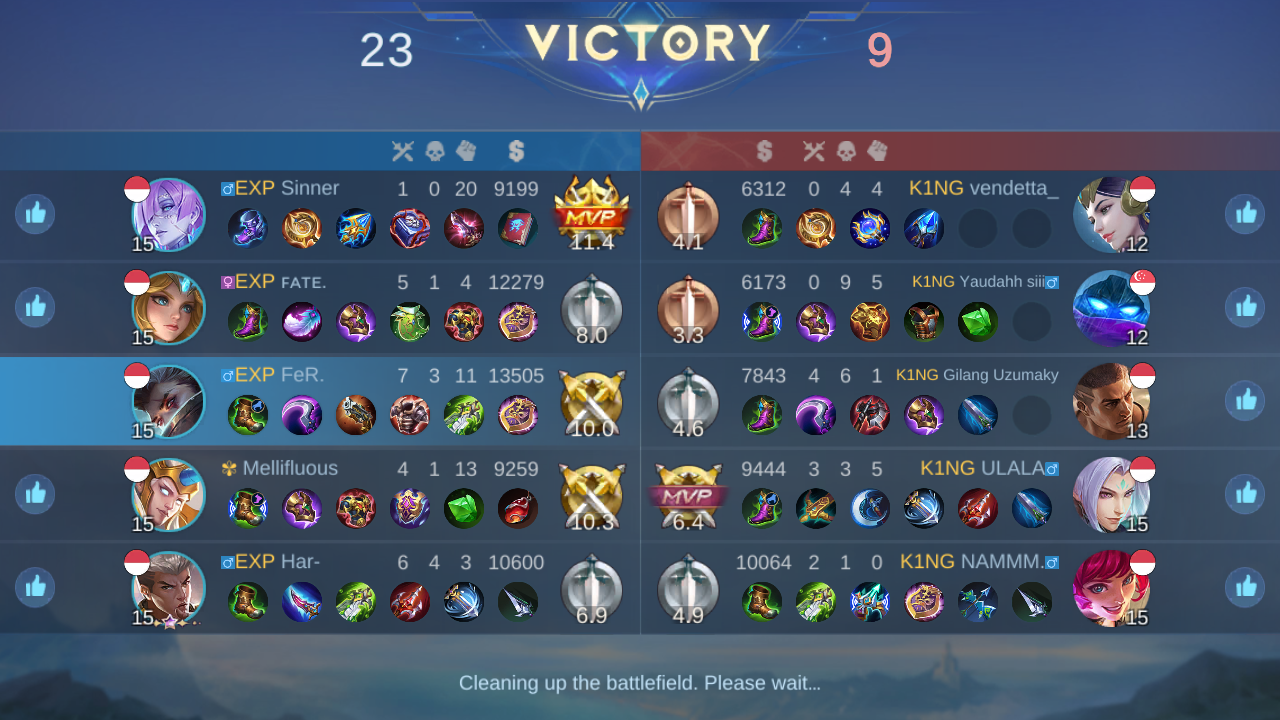 23 VICTORY 9
EXP Sinner 1 0 20 9199 MVP 11.4 15
4.1 6312 0 4 4 K1NG vendetta_ 12
EXP FATE. 5 1 4 12279 8.0 15
3.3 6173 0 9 5 K1NG Yaudahh siii 12
EXP FeR. 7 3 11 13505 10.0 15
4.6 7843 4 6 1 K1NG Gilang Uzumaky 13
Mellifluous 4 1 13 9259 10.3 15
MVP 6.4 9444 3 3 5 K1NG ULALA 15
EXP Har- 6 4 3 10600 6.9 15
4.9 10064 2 1 0 K1NG NAMMM. 15
Cleaning up the battlefield. Please wait...